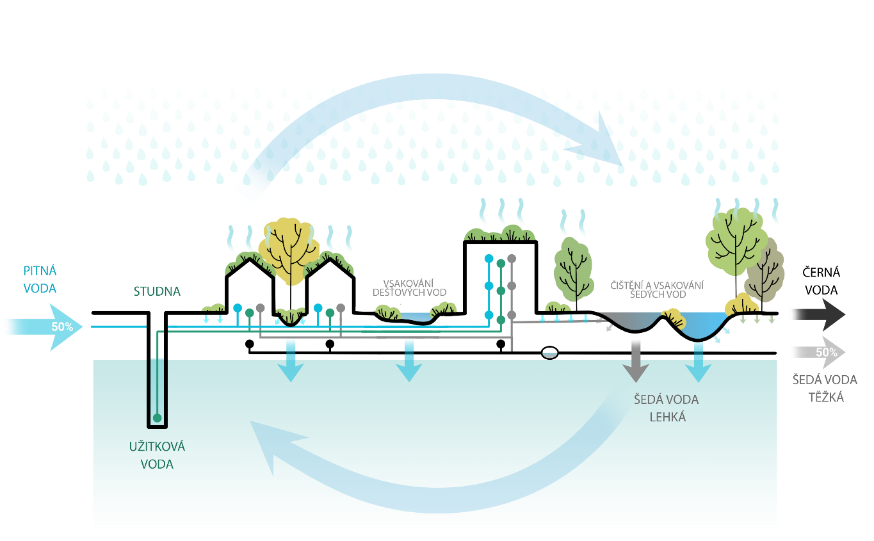 PITNÁ
VODA
50%
STUDNA
UŽITKOVÁ
VODA
VSAKOVÁNÍ
DEŠŤOVÝCH VOD
ČIŠTĚNÍ A VSAKOVÁNÍ
ŠEDÝCH VOD
ŠEDÁ VODA
LEHKÁ
ČERNÁ
VODA
50%
ŠEDÁ VODA
TĚŽKÁ